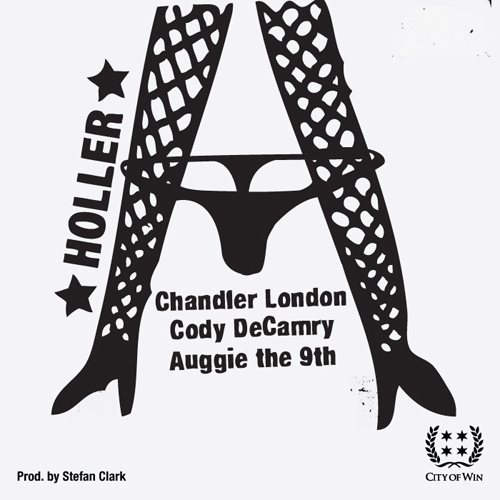 HOLLER
Chandler London
Cody DeCamry
Auggie the 9th
Prod. by Stefan Clark
CITY OF WIN